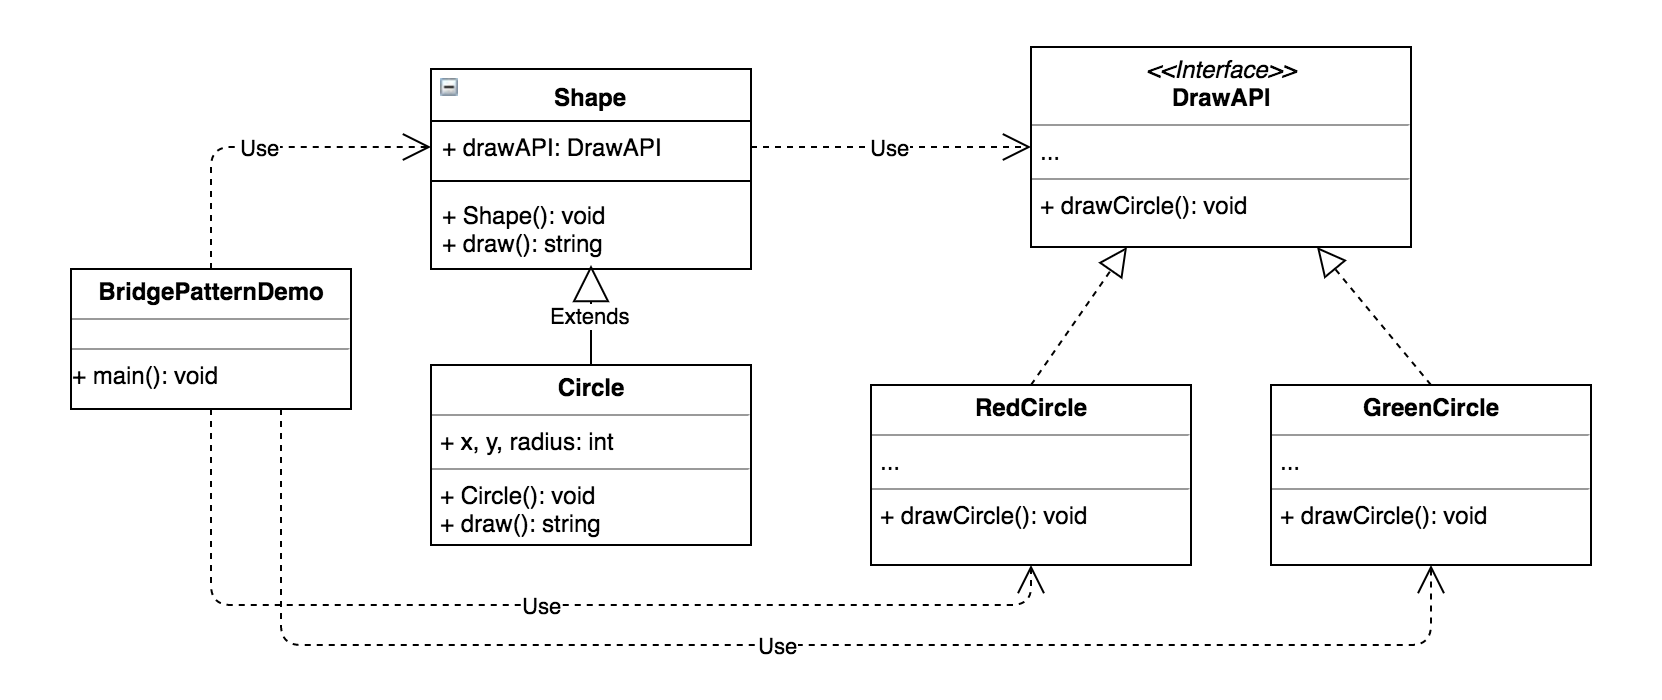 <<Interface>>
DrawAPI
...
+ drawCircle(): void
Shape
+ drawAPI: DrawAPI
+ Shape(): void
+ draw(): string
Use
Use
BridgePatternDemo
+ main(): void
Extends
Circle
+ x, y, radius: int
+ Circle(): void
+ draw(): string
RedCircle
...
+ drawCircle(): void
GreenCircle
...
+ drawCircle(): void
Use
Use